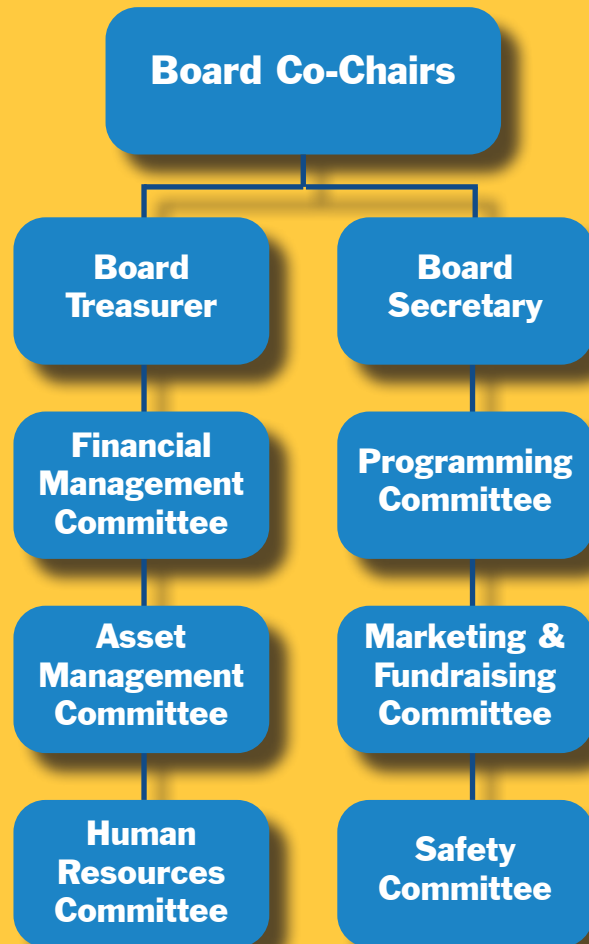 Board Co-Chairs
Board
Treasurer
Board
Secretary
Financial
Management
Committee
Programming
Committee
Asset
Management
Committee
Marketing &
Fundraising
Committee
Human
Resources
Committee
Safety
Committee